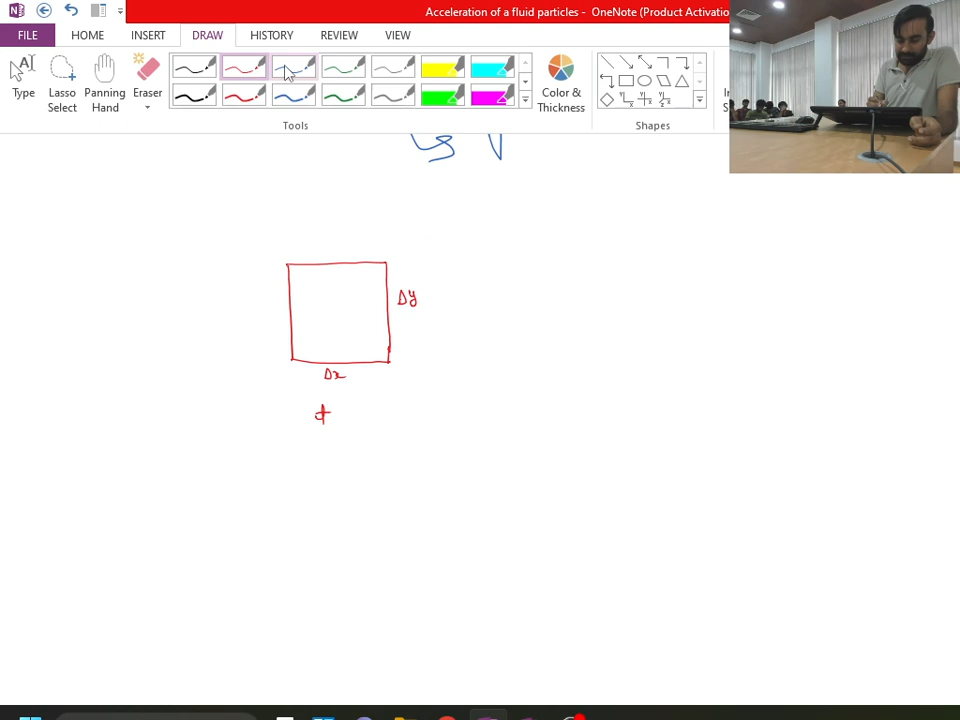 Acceleration of a fluid particles - OneNote (Product Activatio
FILE HOME INSERT DRAW HISTORY REVIEW VIEW
Type Lasso Select Panning Hand Eraser Color & Thickness
Tools Shapes
Δy
Δx